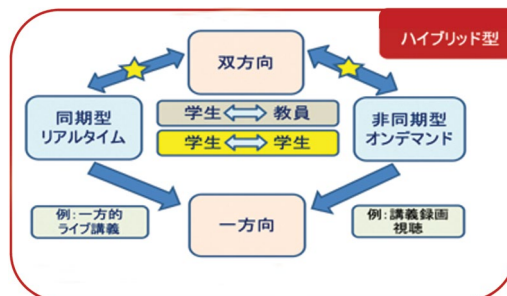 ハイブリッド型
双方向
同期型
リアルタイム
学生 ⇔ 教員
学生 ⇔ 学生
非同期型
オンデマンド
例：一方的
ライブ講義
一方向
例：講義録画
視聴